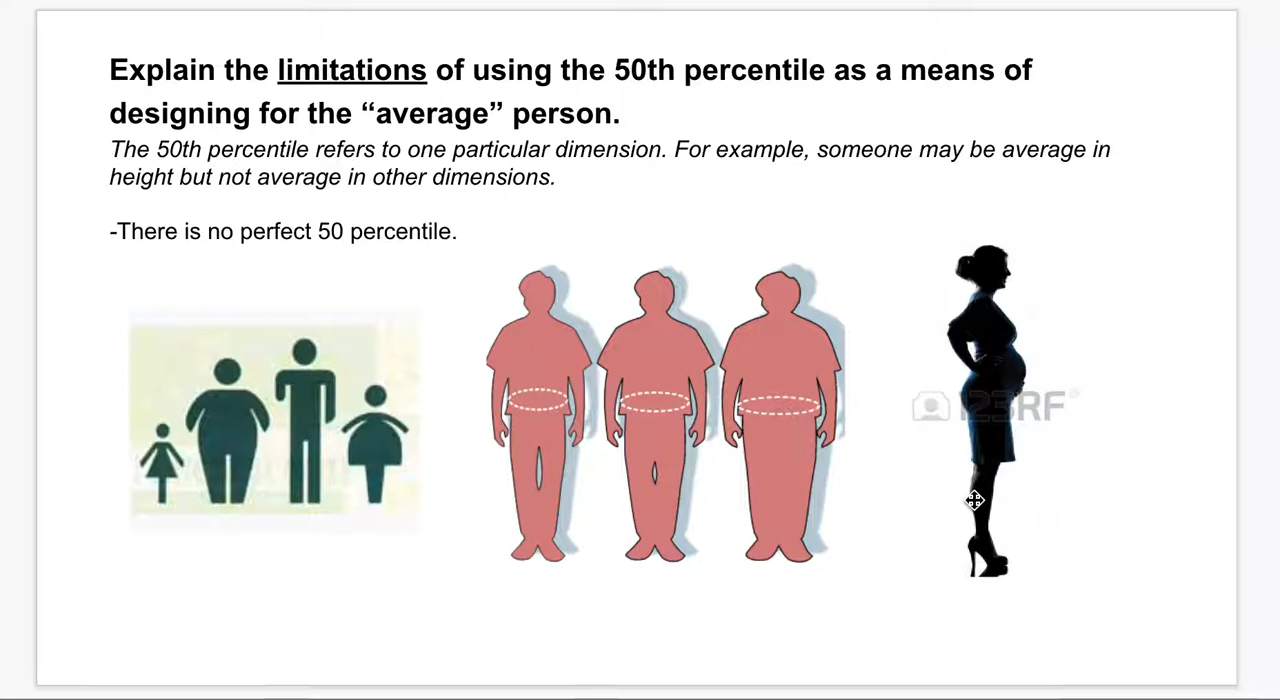 Explain the limitations of using the 50th percentile as a means of
designing for the “average” person.
The 50th percentile refers to one particular dimension. For example, someone may be average in
height but not average in other dimensions.
-There is no perfect 50 percentile.
123RF